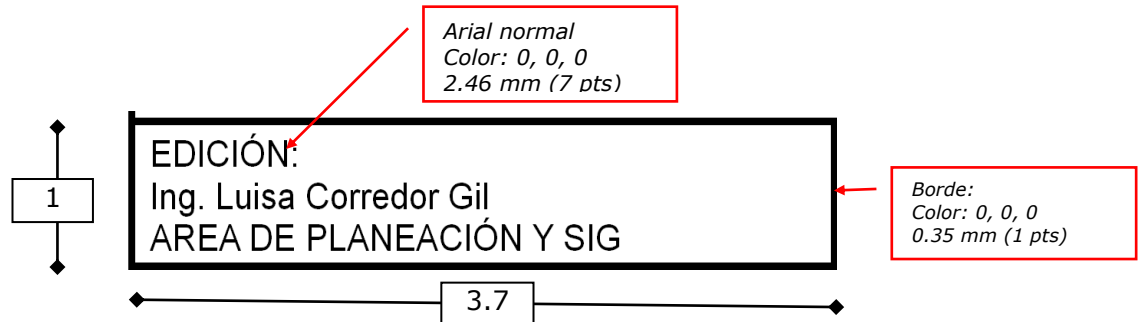 Arial normal
Color: 0, 0, 0
2.46 mm (7 pts)
EDICIÓN:
Ing. Luisa Corredor Gil
AREA DE PLANEACIÓN Y SIG
1
Borde:
Color: 0, 0, 0
0.35 mm (1 pts)
3.7